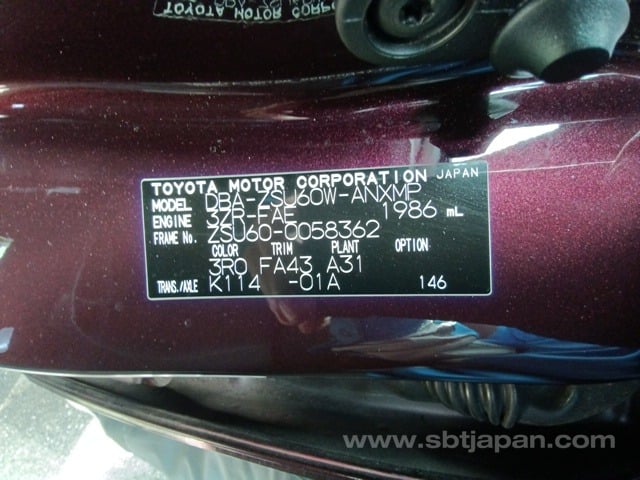 TOYOTA MOTOR CORPORATION JAPAN
MODEL DBA-ZSU60W-ANXMP
ENGINE 3ZR-FAE 1986 mL
FRAME No. ZSU60-0058362
COLOR TRIM PLANT OPTION
3R0 FA43 A31
TRANS./AXLE K114 -01A 146
www.sbtjapan.com